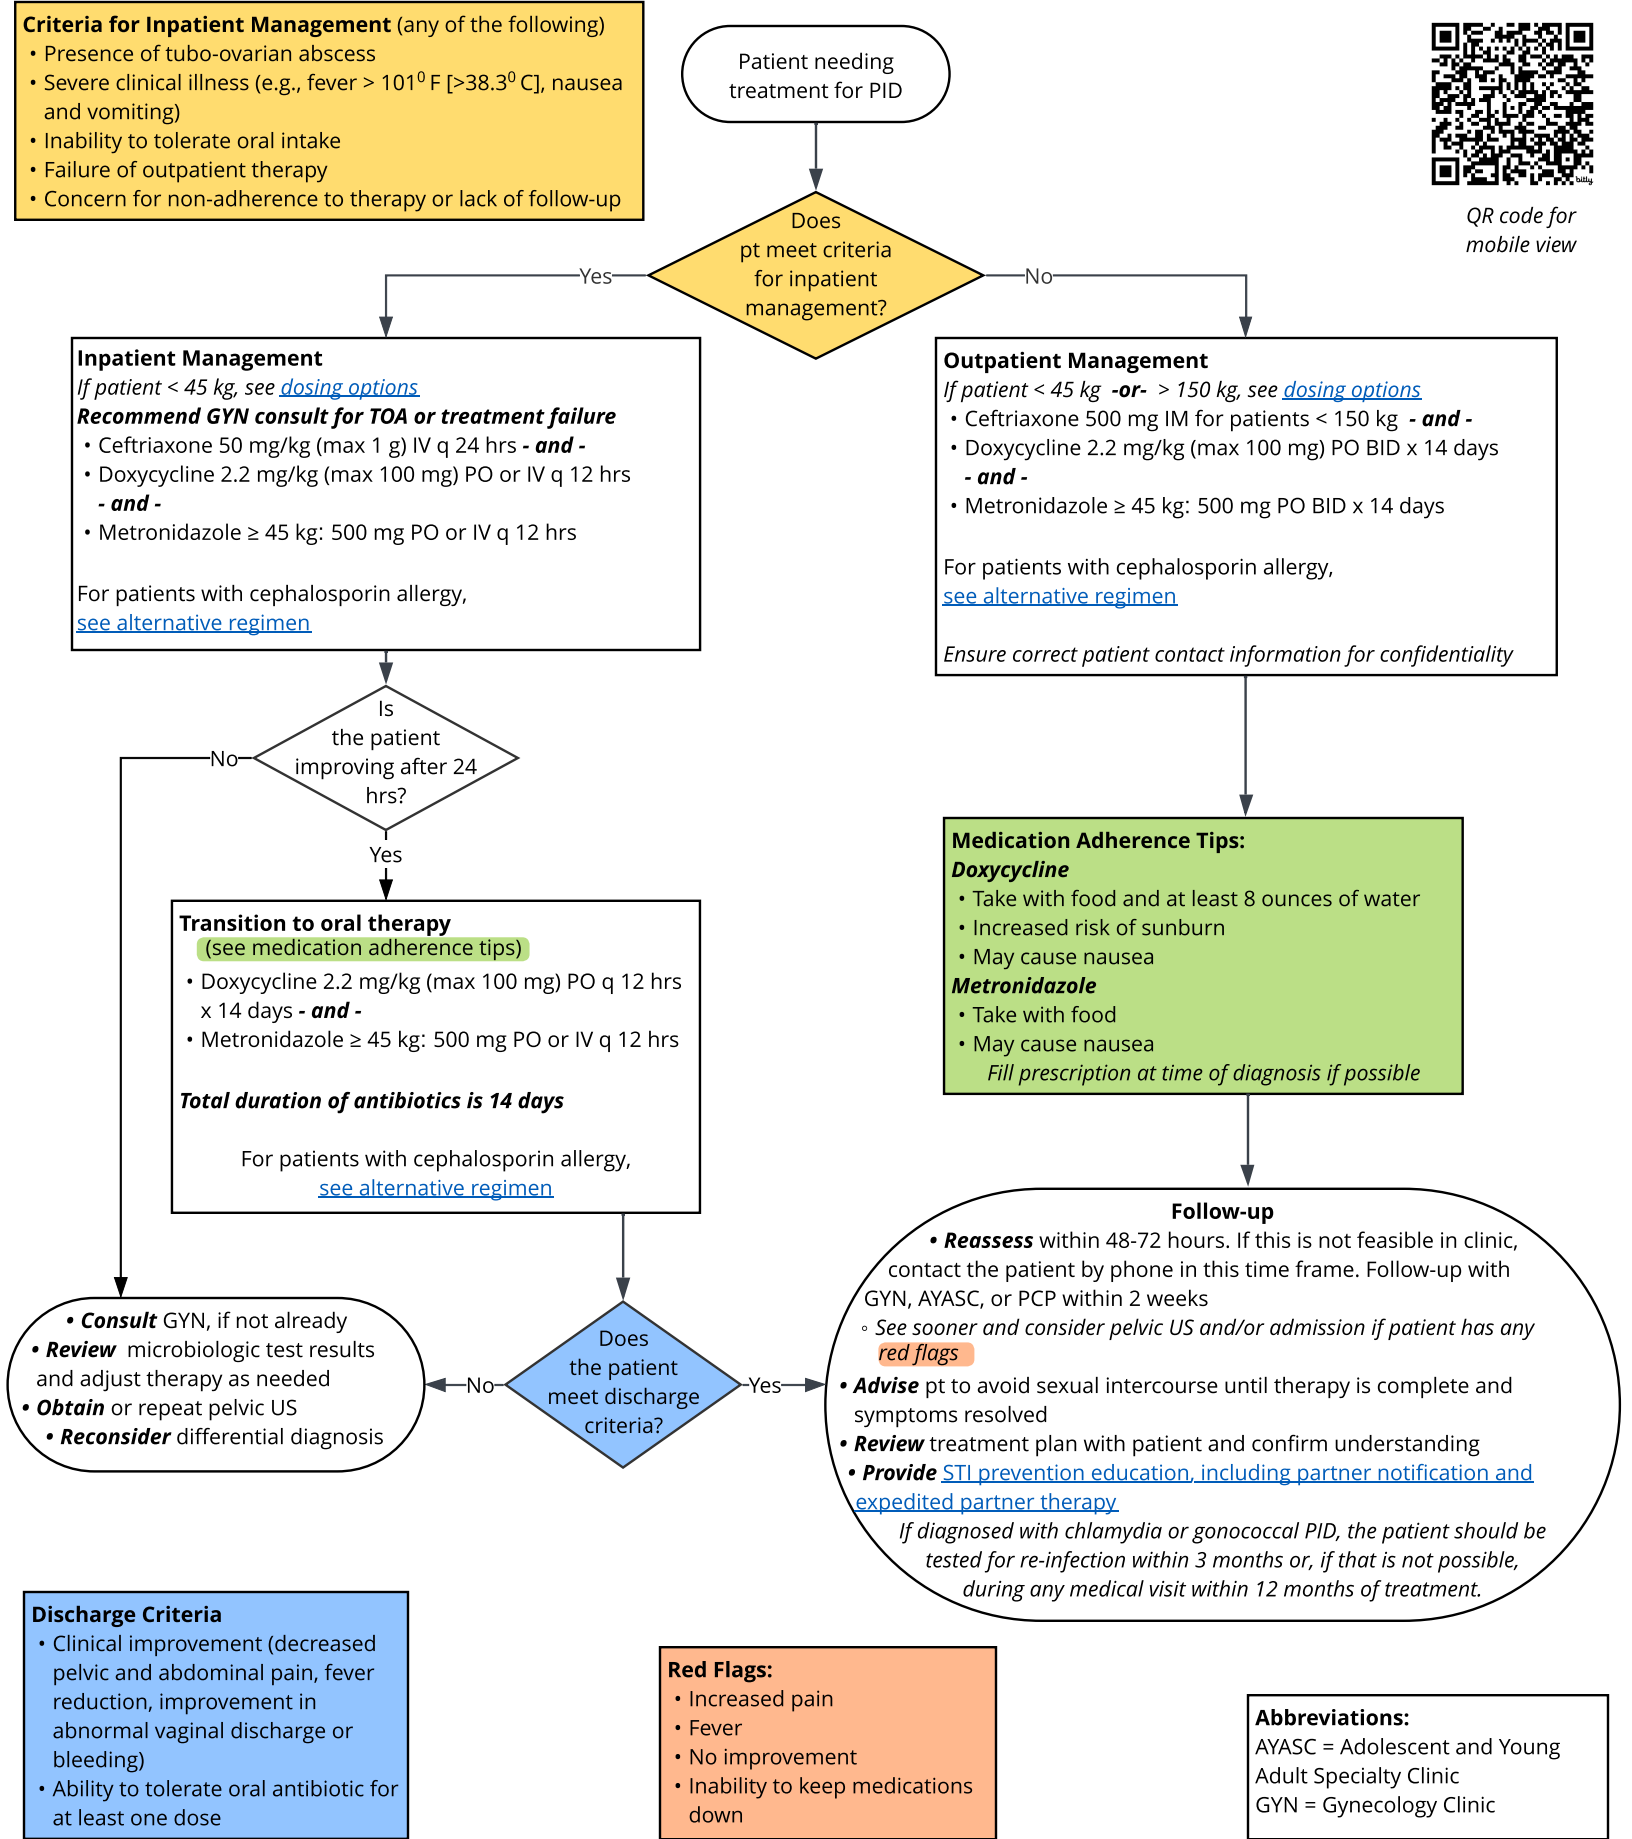 Criteria for Inpatient Management (any of the following)
• Presence of tubo-ovarian abscess
• Severe clinical illness (e.g., fever > 101⁰ F [>38.3⁰ C], nausea
and vomiting)
• Inability to tolerate oral intake
• Failure of outpatient therapy
• Concern for non-adherence to therapy or lack of follow-up
Patient needing
treatment for PID
bitly
QR code for
mobile view
Does
pt meet criteria
for inpatient
management?
Yes
No
Inpatient Management
If patient < 45 kg, see dosing options
Recommend GYN consult for TOA or treatment failure
• Ceftriaxone 50 mg/kg (max 1 g) IV q 24 hrs - and -
• Doxycycline 2.2 mg/kg (max 100 mg) PO or IV q 12 hrs
- and -
• Metronidazole ≥ 45 kg: 500 mg PO or IV q 12 hrs
For patients with cephalosporin allergy,
see alternative regimen
Outpatient Management
If patient < 45 kg -or- > 150 kg, see dosing options
• Ceftriaxone 500 mg IM for patients < 150 kg - and -
• Doxycycline 2.2 mg/kg (max 100 mg) PO BID x 14 days
- and -
• Metronidazole ≥ 45 kg: 500 mg PO BID x 14 days
For patients with cephalosporin allergy,
see alternative regimen
Ensure correct patient contact information for confidentiality
Is
the patient
improving after 24
hrs?
No
Yes
Transition to oral therapy
(see medication adherence tips)
• Doxycycline 2.2 mg/kg (max 100 mg) PO q 12 hrs
x 14 days - and -
• Metronidazole ≥ 45 kg: 500 mg PO or IV q 12 hrs
Total duration of antibiotics is 14 days
For patients with cephalosporin allergy,
see alternative regimen
Medication Adherence Tips:
Doxycycline
• Take with food and at least 8 ounces of water
• Increased risk of sunburn
• May cause nausea
Metronidazole
• Take with food
• May cause nausea
Fill prescription at time of diagnosis if possible
• Consult GYN, if not already
• Review microbiologic test results
and adjust therapy as needed
• Obtain or repeat pelvic US
• Reconsider differential diagnosis
No
Does
the patient
meet discharge
criteria?
Yes
Follow-up
• Reassess within 48-72 hours. If this is not feasible in clinic,
contact the patient by phone in this time frame. Follow-up with
GYN, AYASC, or PCP within 2 weeks
◦ See sooner and consider pelvic US and/or admission if patient has any
red flags
• Advise pt to avoid sexual intercourse until therapy is complete and
symptoms resolved
• Review treatment plan with patient and confirm understanding
• Provide STI prevention education, including partner notification and
expedited partner therapy
If diagnosed with chlamydia or gonococcal PID, the patient should be
tested for re-infection within 3 months or, if that is not possible,
during any medical visit within 12 months of treatment.
Discharge Criteria
• Clinical improvement (decreased
pelvic and abdominal pain, fever
reduction, improvement in
abnormal vaginal discharge or
bleeding)
• Ability to tolerate oral antibiotic for
at least one dose
Red Flags:
• Increased pain
• Fever
• No improvement
• Inability to keep medications
down
Abbreviations:
AYASC = Adolescent and Young
Adult Specialty Clinic
GYN = Gynecology Clinic